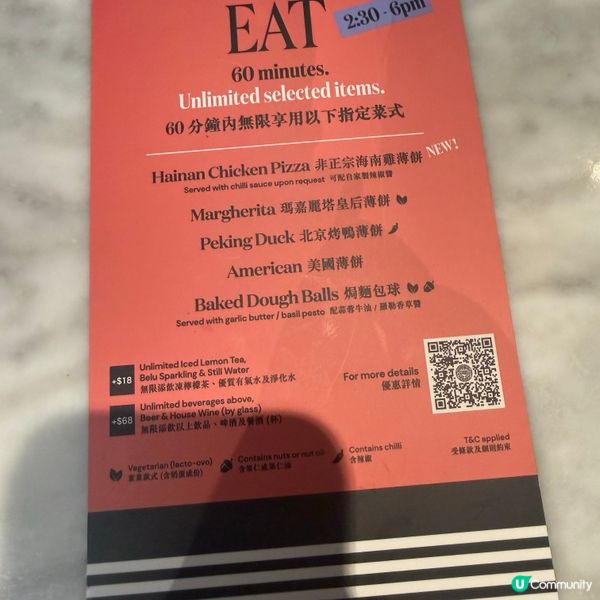 EAT
2:30 - 6pm
60 minutes.
Unlimited selected items.
60 分鐘內無限享用以下指定菜式
Hainan Chicken Pizza 非正宗海南雞薄餅 NEW!
Served with chilli sauce upon request 可配自家製辣椒醬
Margherita 瑪嘉麗塔皇后薄餅
Peking Duck 北京烤鴨薄餅
American 美國薄餅
Baked Dough Balls 焗麵包球
Served with garlic butter / basil pesto 配蒜蓉牛油 / 羅勒香草醬
+$18
Unlimited Iced Lemon Tea,
Belu Sparkling & Still Water
無限添飲凍檸檬茶、優質有氣水及淨化水
+$68
Unlimited beverages above,
Beer & House Wine (by glass)
無限添飲以上飲品、啤酒及餐酒 (杯)
For more details
優惠詳情
Vegetarian (lacto-ovo)
素菜款式 (含奶蛋成份)
Contains nuts or nut oil
含果仁或果仁油
Contains chilli
含辣椒
T&C applied
受條款及細則約束
U Community